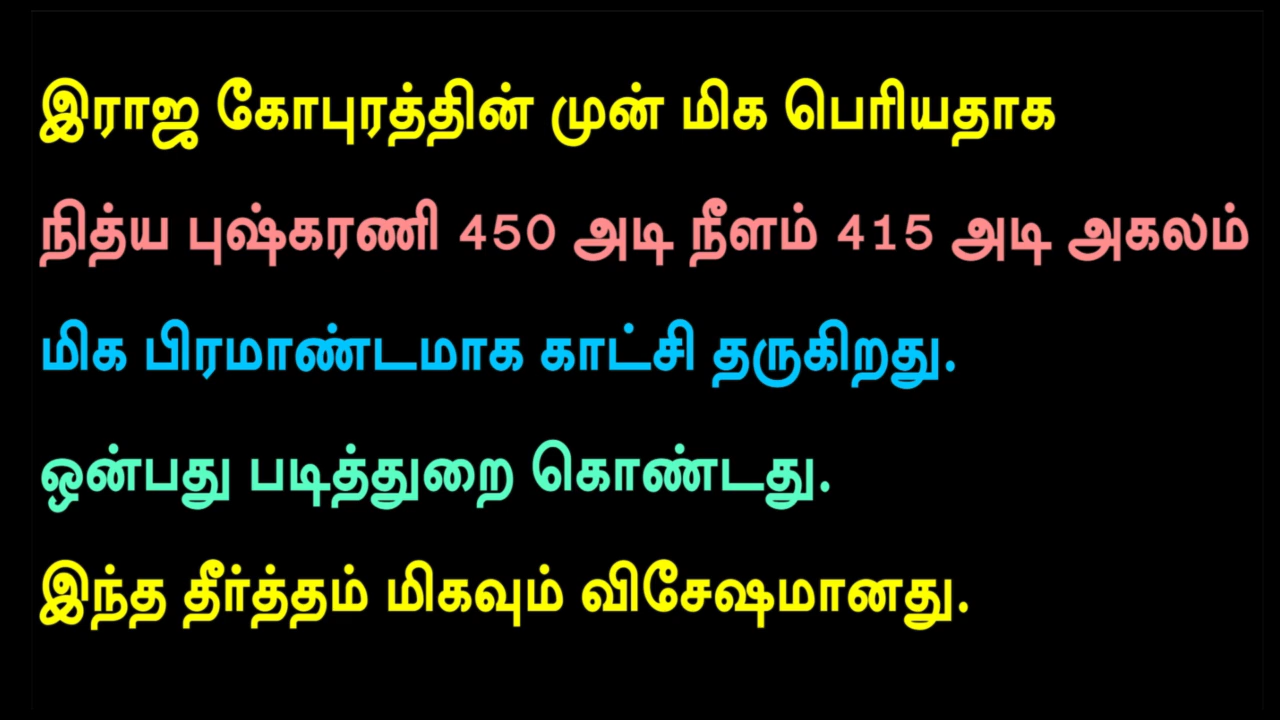 இராஜ கோபுரத்தின் முன் மிக பெரியதாக
நித்ய புஷ்கரணி 450 அடி நீளம் 415 அடி அகலம்
மிக பிரமாண்டமாக காட்சி தருகிறது.
ஒன்பது படித்துறை கொண்டது.
இந்த தீர்த்தம் மிகவும் விசேஷமானது.